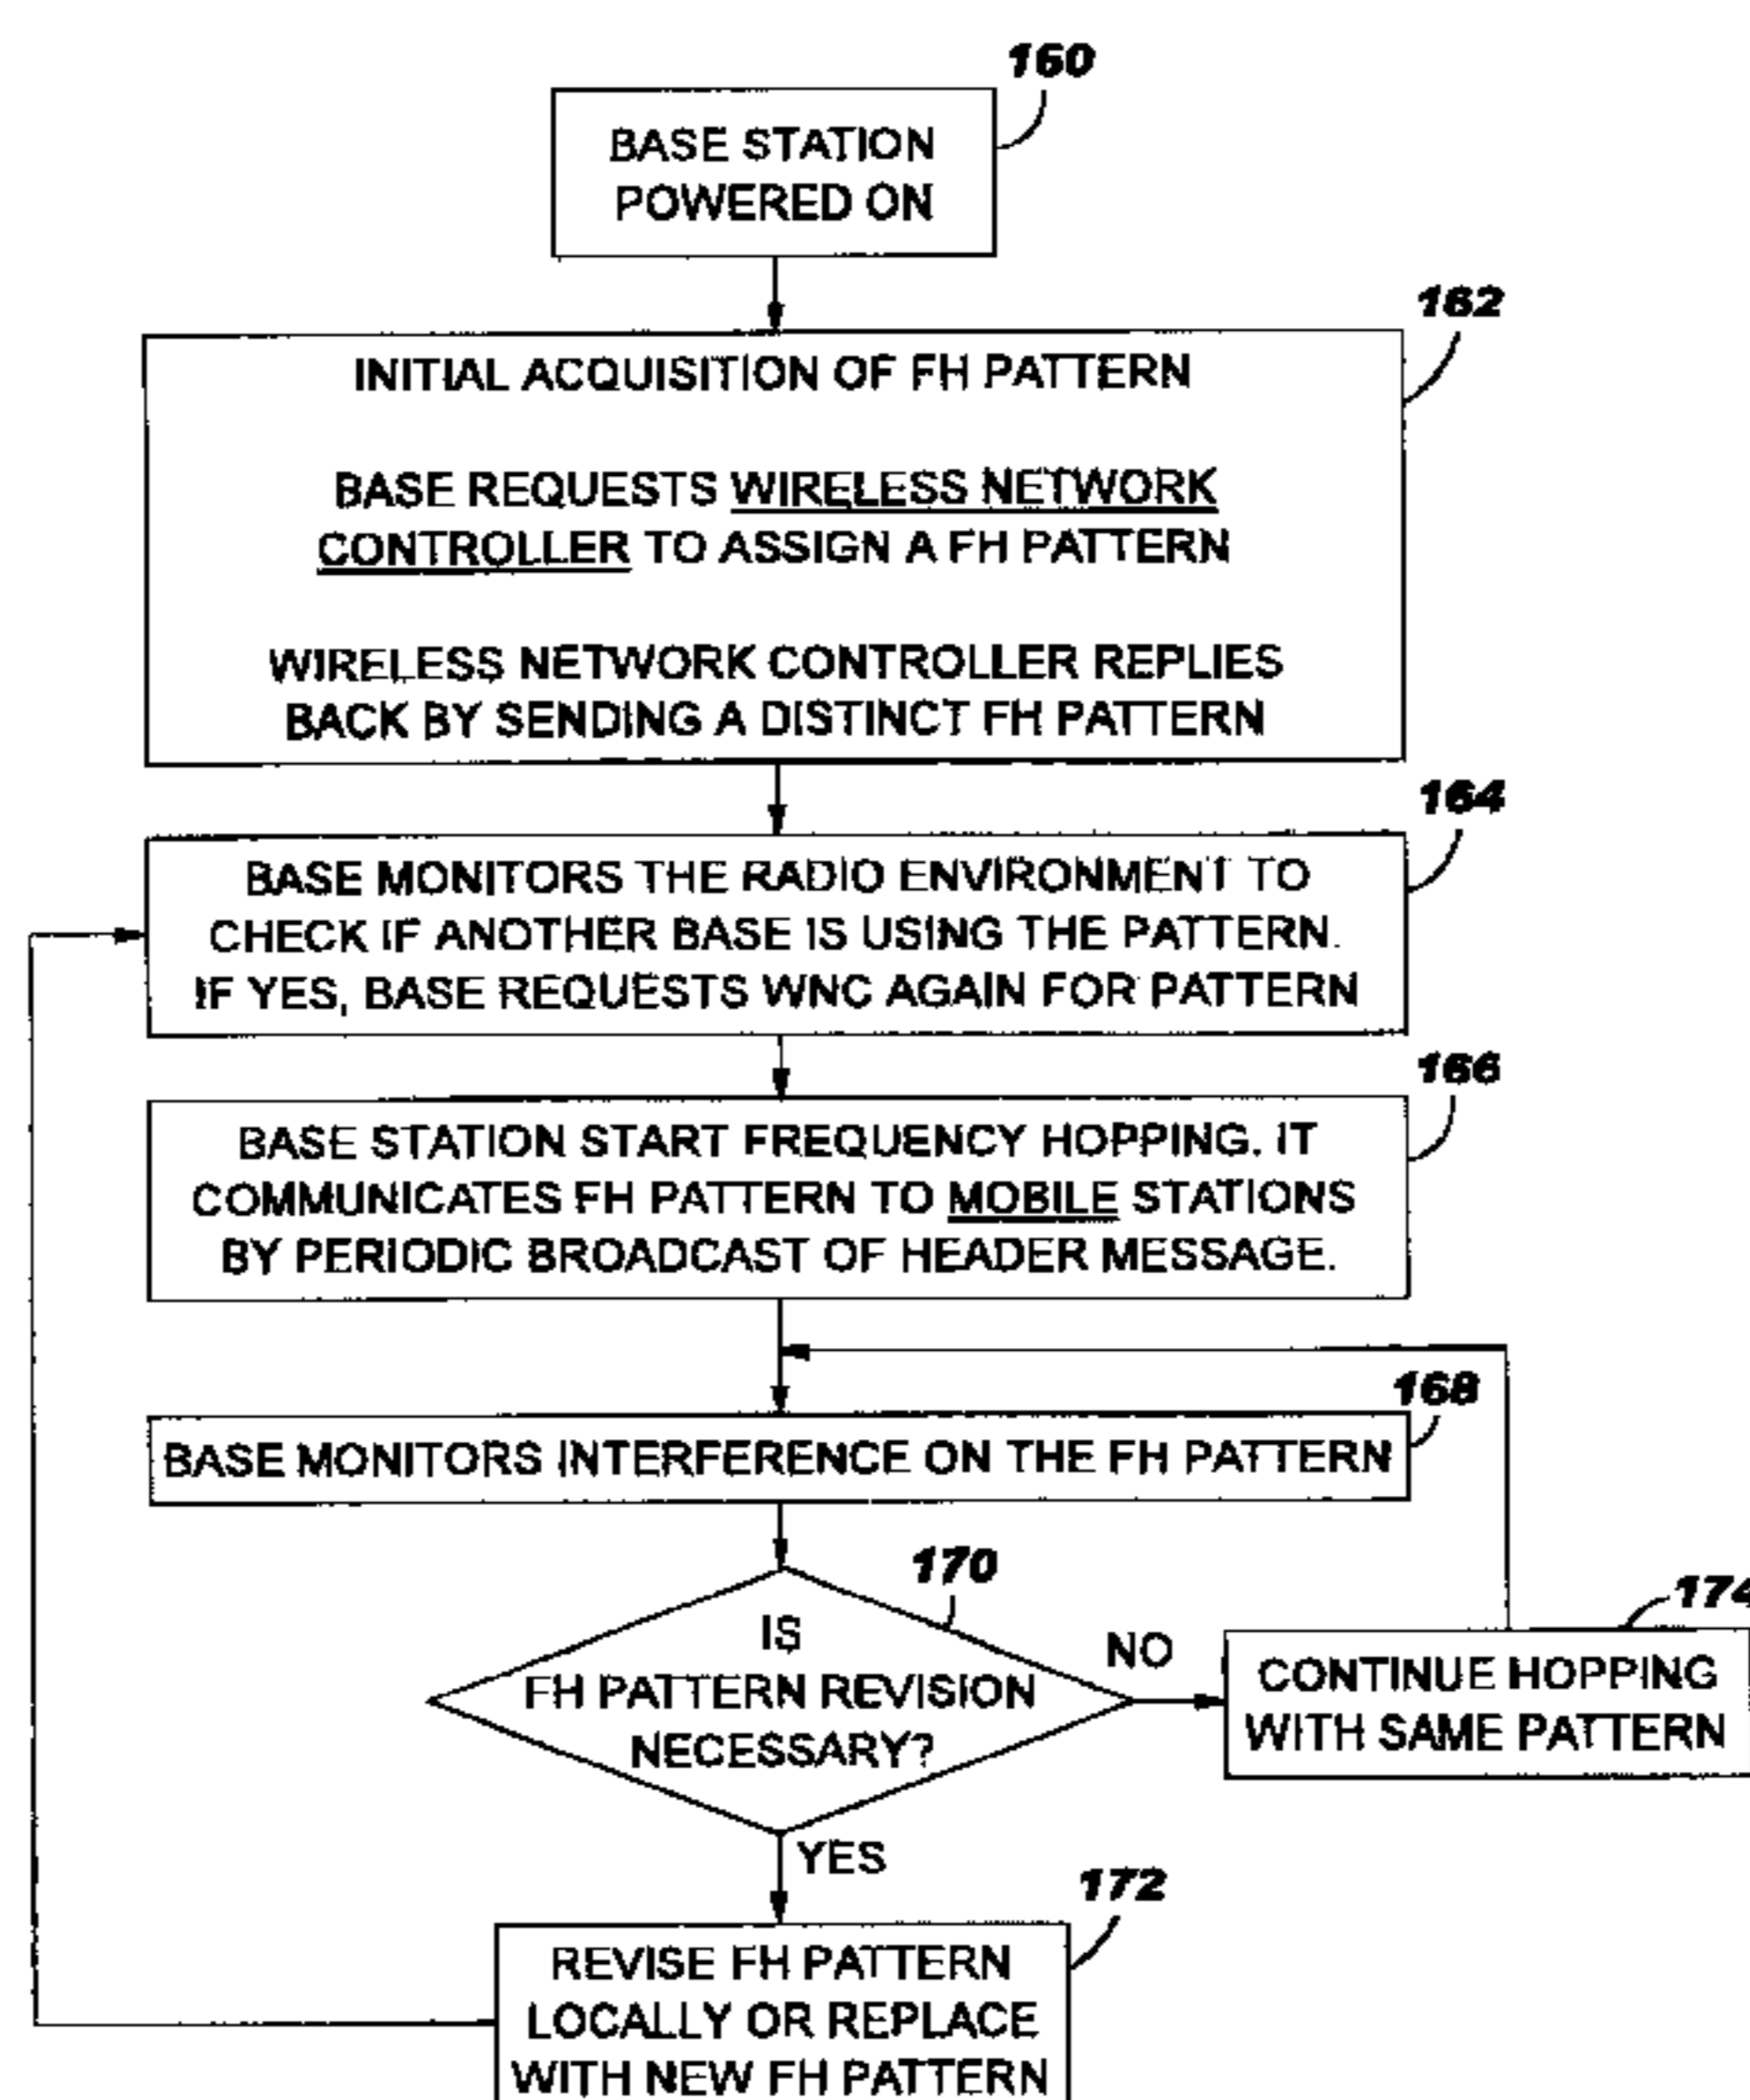 160
BASE STATION
POWERED ON
162
INITIAL ACQUISITION OF FH PATTERN
BASE REQUESTS WIRELESS NETWORK
CONTROLLER TO ASSIGN A FH PATTERN
WIRELESS NETWORK CONTROLLER REPLIES
BACK BY SENDING A DISTINCT FH PATTERN
164
BASE MONITORS THE RADIO ENVIRONMENT TO
CHECK IF ANOTHER BASE IS USING THE PATTERN.
IF YES, BASE REQUESTS WNC AGAIN FOR PATTERN
166
BASE STATION START FREQUENCY HOPPING. IT
COMMUNICATES FH PATTERN TO MOBILE STATIONS
BY PERIODIC BROADCAST OF HEADER MESSAGE.
168
BASE MONITORS INTERFERENCE ON THE FH PATTERN
170
IS
FH PATTERN REVISION
NECESSARY?
NO
174
CONTINUE HOPPING
WITH SAME PATTERN
YES
172
REVISE FH PATTERN
LOCALLY OR REPLACE
WITH NEW FH PATTERN